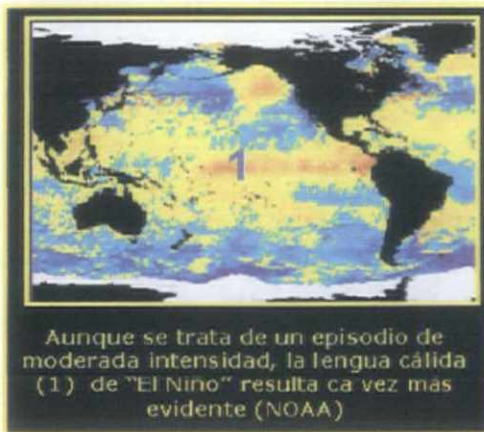 1
Aunque se trata de un episodio de
moderada intensidad, la lengua cálida
(1) de "El Niño" resulta ca vez más
evidente (NOAA)